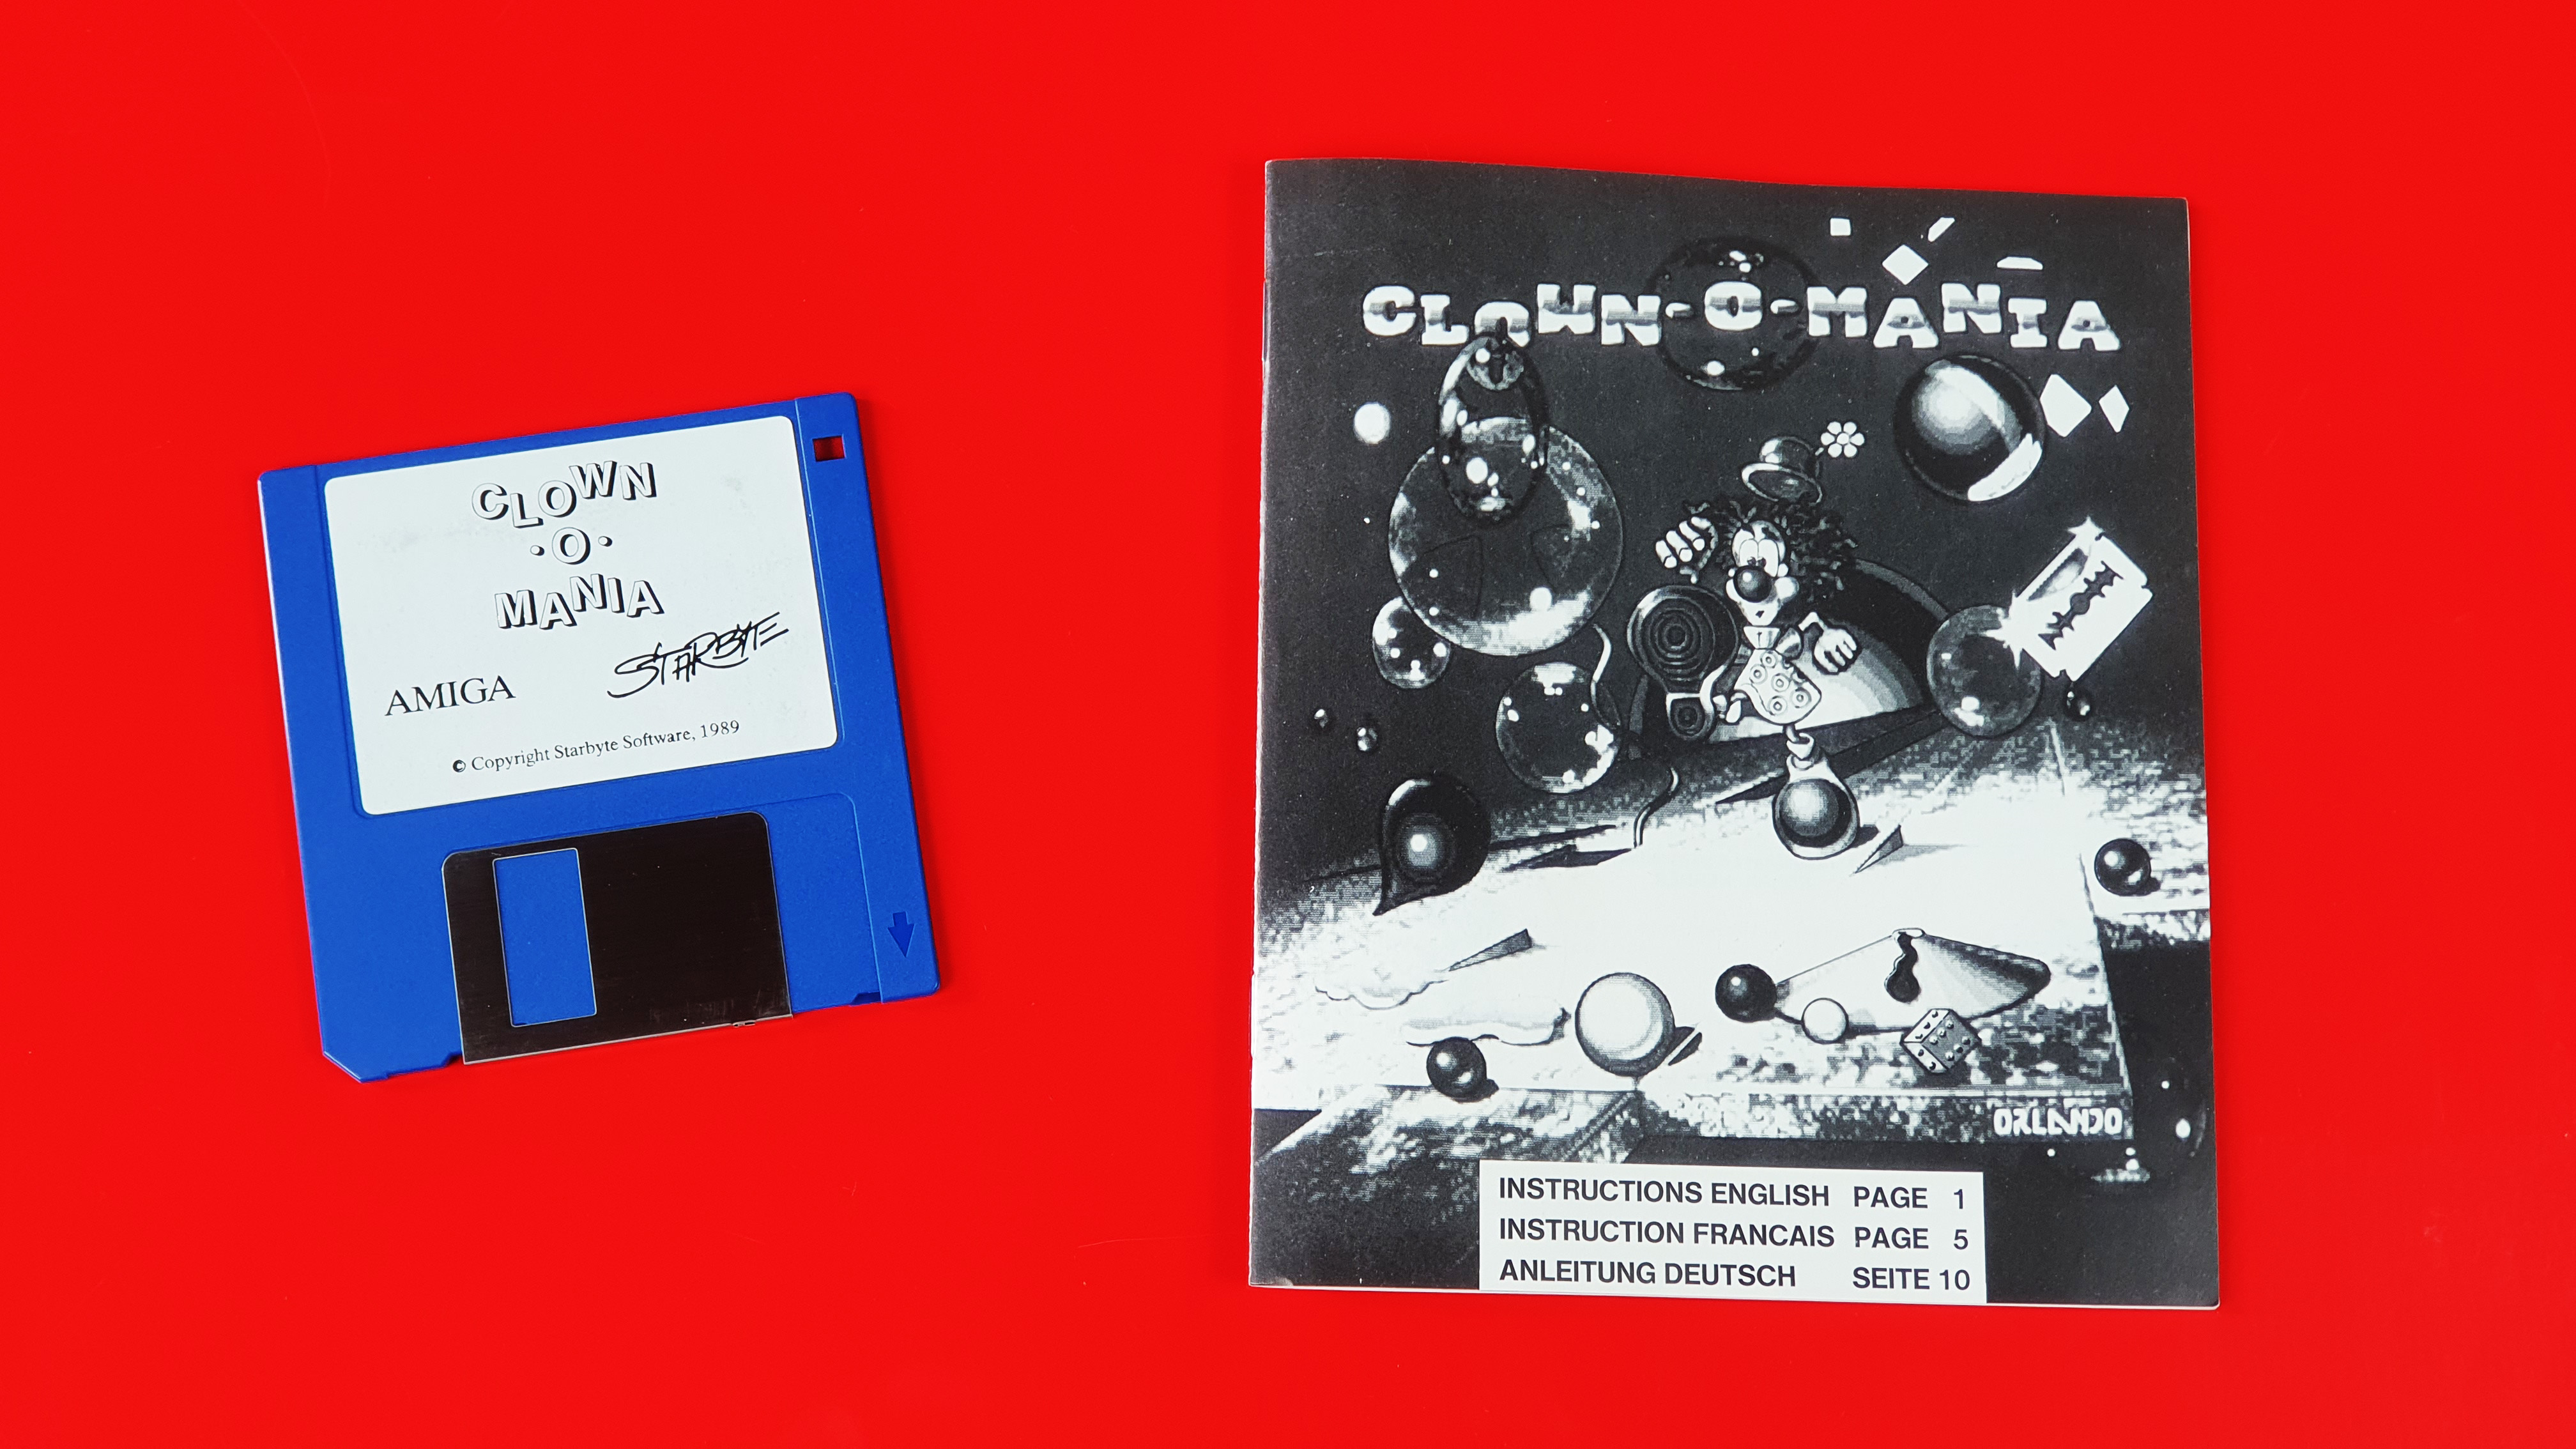 CLOWN
·O·
MANIA
AMIGA
STARBYTE
© Copyright Starbyte Software, 1989
CLOWN-O-MANIA
ORLANDO
INSTRUCTIONS ENGLISH PAGE 1
INSTRUCTION FRANCAIS PAGE 5
ANLEITUNG DEUTSCH SEITE 10